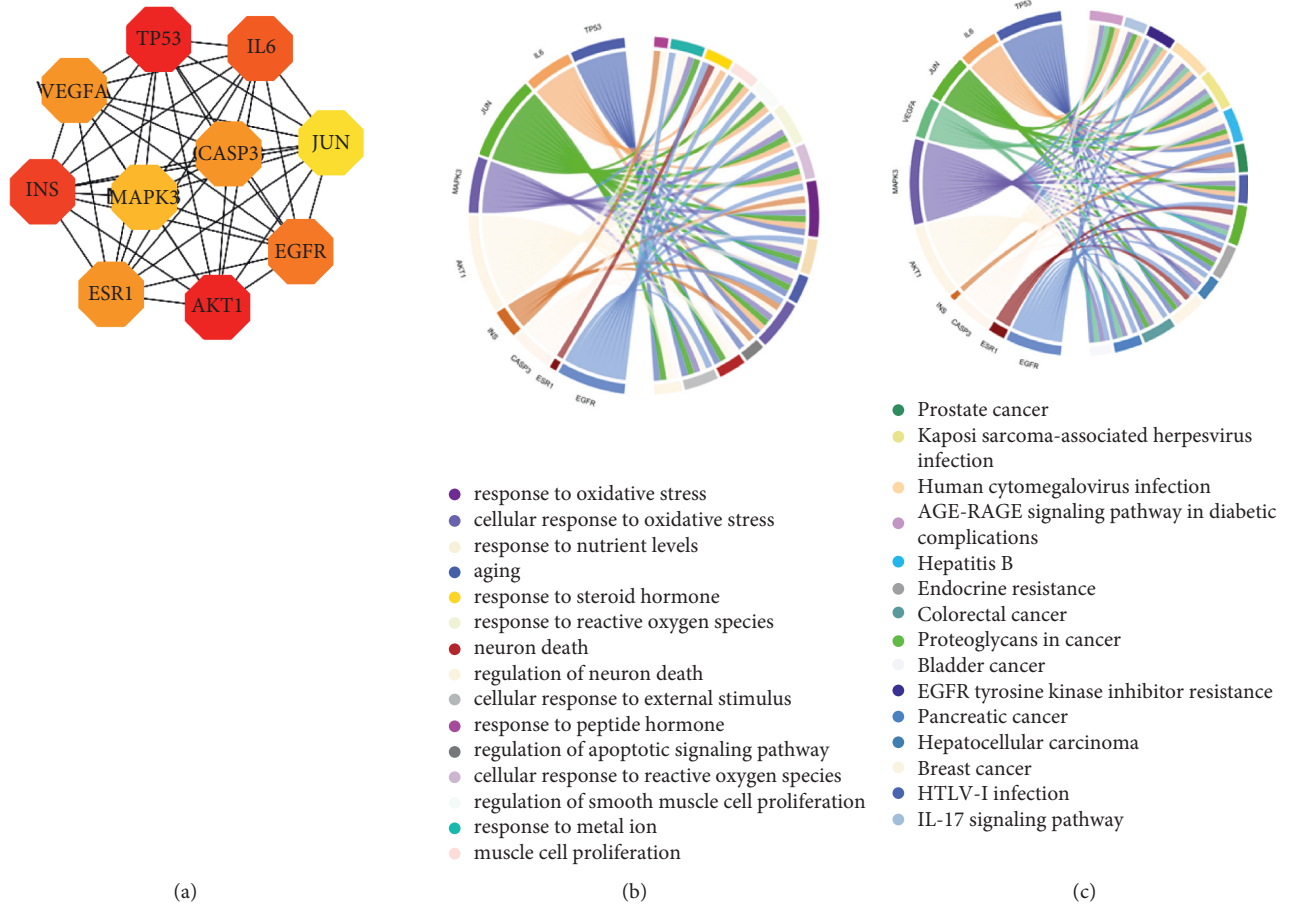 TP53
IL6
VEGFA
CASP3
JUN
INS
MAPK3
EGFR
ESR1
AKT1
TP53
IL6
JUN
MAPK3
AKT1
INS
CASP3
ESR1
EGFR
response to oxidative stress
cellular response to oxidative stress
response to nutrient levels
aging
response to steroid hormone
response to reactive oxygen species
neuron death
regulation of neuron death
cellular response to external stimulus
response to peptide hormone
regulation of apoptotic signaling pathway
cellular response to reactive oxygen species
regulation of smooth muscle cell proliferation
response to metal ion
muscle cell proliferation
TP53
IL6
JUN
VEGFA
MAPK3
AKT1
INS
CASP3
ESR1
EGFR
Prostate cancer
Kaposi sarcoma-associated herpesvirus
infection
Human cytomegalovirus infection
AGE-RAGE signaling pathway in diabetic
complications
Hepatitis B
Endocrine resistance
Colorectal cancer
Proteoglycans in cancer
Bladder cancer
EGFR tyrosine kinase inhibitor resistance
Pancreatic cancer
Hepatocellular carcinoma
Breast cancer
HTLV-I infection
IL-17 signaling pathway
(a)
(b)
(c)